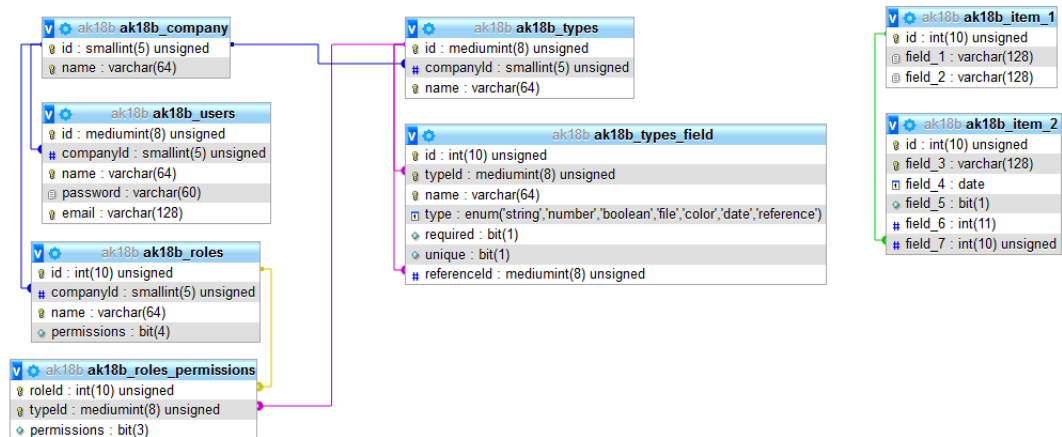 v ak18b ak18b_company
id : smallint(5) unsigned
name : varchar(64)
v ak18b ak18b_users
id : mediumint(8) unsigned
# companyId : smallint(5) unsigned
name : varchar(64)
password : varchar(60)
email : varchar(128)
v ak18b ak18b_roles
id : int(10) unsigned
# companyId : smallint(5) unsigned
name : varchar(64)
permissions : bit(4)
v ak18b ak18b_roles_permissions
roleId : int(10) unsigned
typeId : mediumint(8) unsigned
permissions : bit(3)
v ak18b ak18b_types
id : mediumint(8) unsigned
# companyId : smallint(5) unsigned
name : varchar(64)
v ak18b ak18b_types_field
id : int(10) unsigned
typeId : mediumint(8) unsigned
name : varchar(64)
type : enum('string','number','boolean','file','color','date','reference')
required : bit(1)
unique : bit(1)
# referenceId : mediumint(8) unsigned
v ak18b ak18b_item_1
id : int(10) unsigned
field_1 : varchar(128)
field_2 : varchar(128)
v ak18b ak18b_item_2
id : int(10) unsigned
field_3 : varchar(128)
field_4 : date
field_5 : bit(1)
# field_6 : int(11)
# field_7 : int(10) unsigned